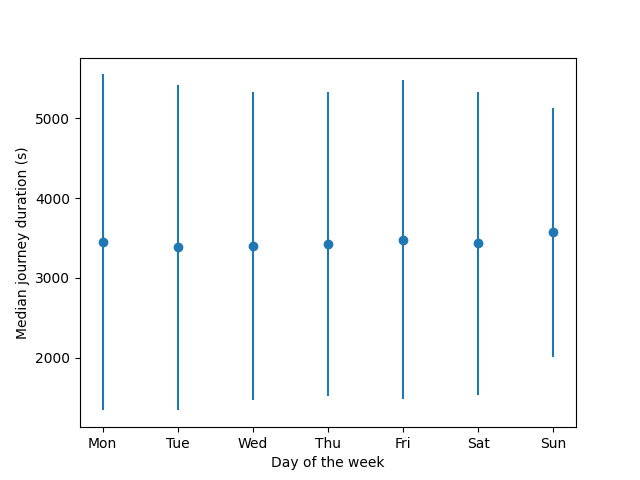 Median journey duration (s)
5000
4000
3000
2000
Mon Tue Wed Thu Fri Sat Sun
Day of the week